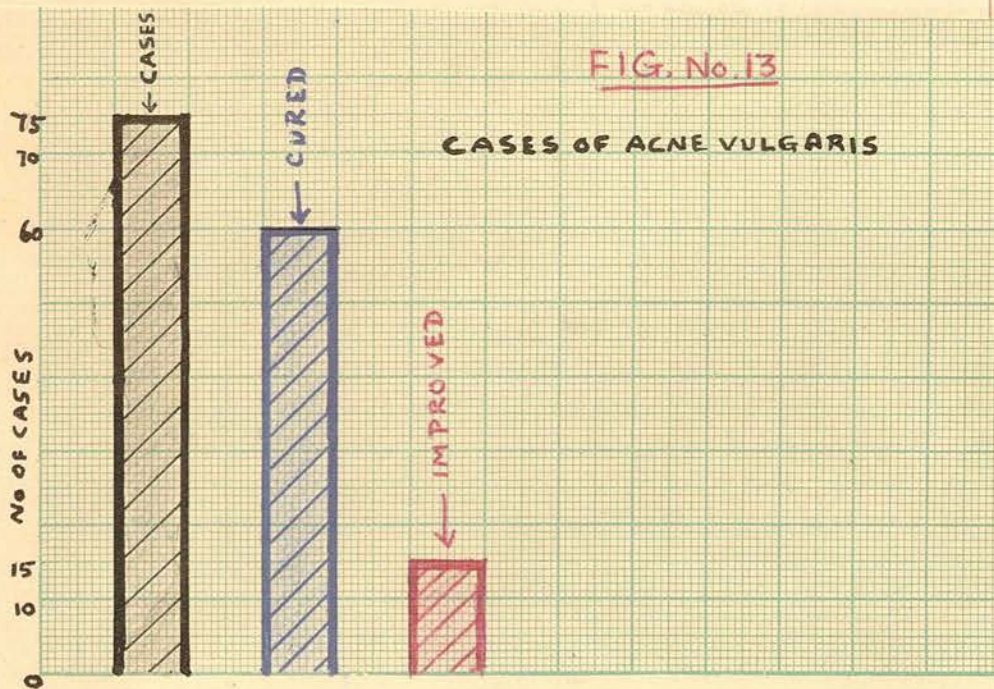 FIG. No. 13
CASES OF ACNE VULGARIS
← CASES
← CURED
← IMPROVED
No OF CASES
75
70
60
15
10
0